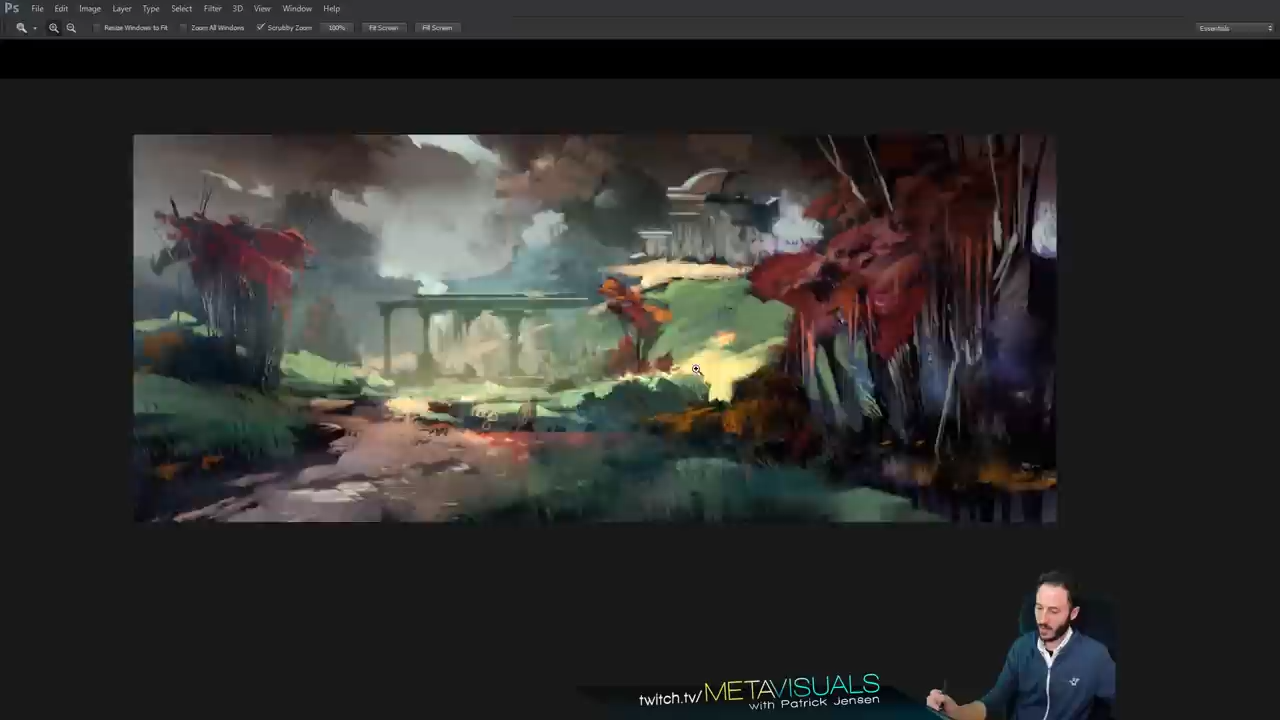 Ps File Edit Image Layer Type Select Filter 3D View Window Help
Resize Windows to Fit Zoom All Windows Scrubby Zoom 100% Fit Screen Fill Screen Essentials
twitch.tv/METAVISUALS
with Patrick Jensen